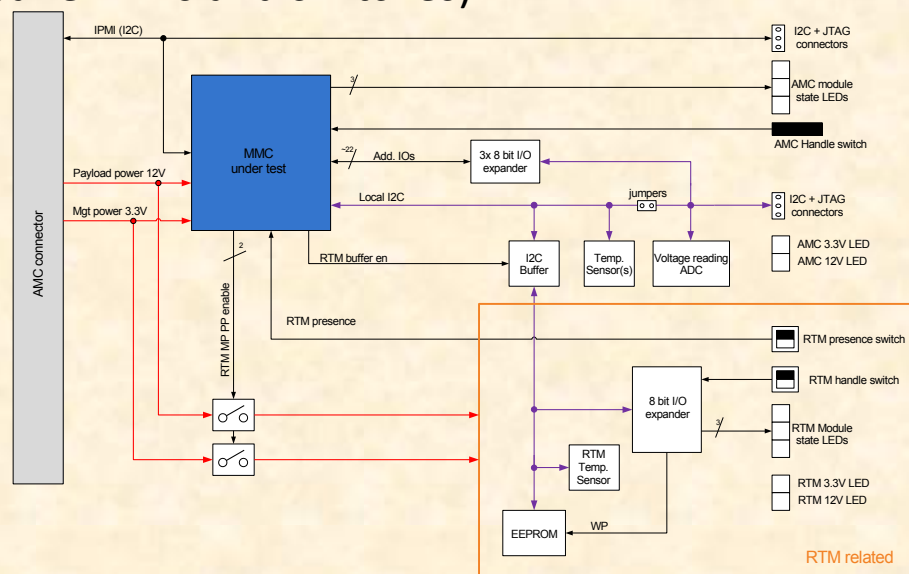 IPMI (I2C)
I2C + JTAG
connectors
3
AMC module
state LEDs
MMC
under test
AMC Handle switch
~22
Add. IOs
3x 8 bit I/O
expander
Payload power 12V
jumpers
Local I2C
I2C + JTAG
connectors
Mgt power 3.3V
AMC connector
2
RTM buffer en
I2C
Buffer
Temp.
Sensor(s)
Voltage reading
ADC
AMC 3.3V LED
AMC 12V LED
RTM MP PP enable
RTM presence
RTM presence switch
RTM handle switch
8 bit I/O
expander
3
RTM Module
state LEDs
RTM
Temp.
Sensor
RTM 3.3V LED
RTM 12V LED
EEPROM
WP
RTM related